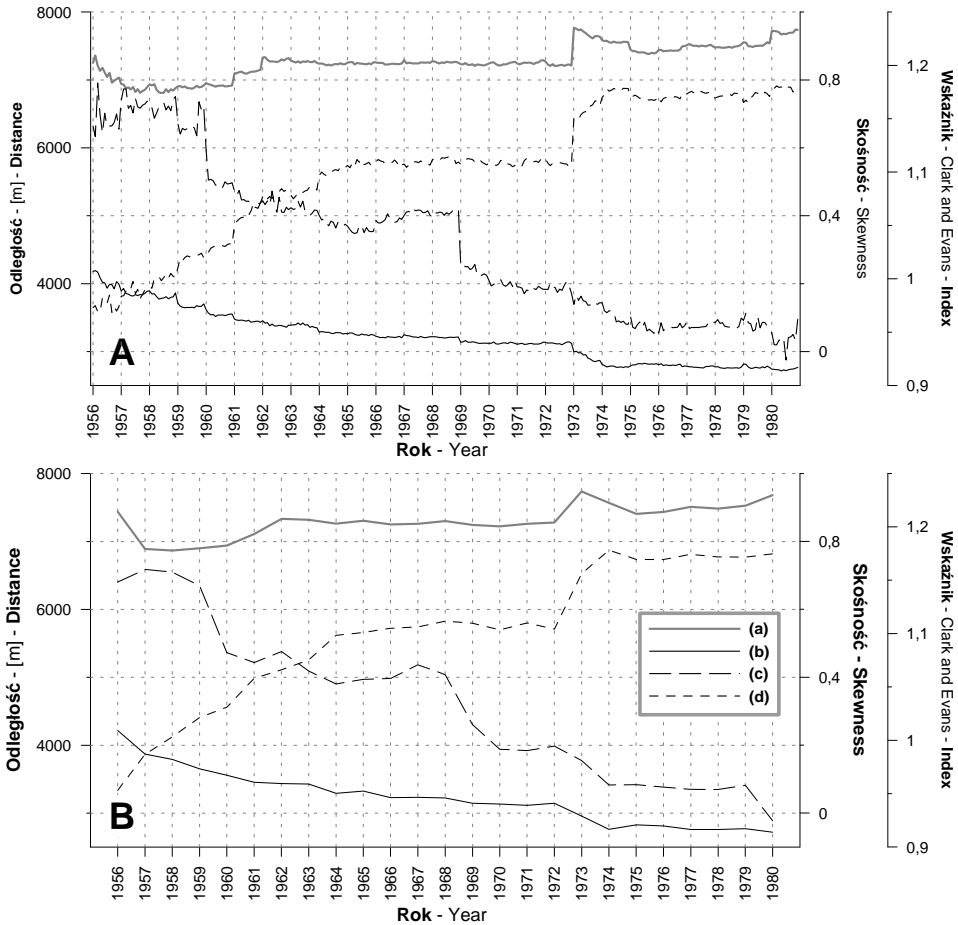 8000
6000
4000
Odległość - [m] - Distance
0,8
0,4
0
Skośność - Skewness
1,2
1,1
1
0,9
Wskaźnik - Clark and Evans - Index
A
1956 1957 1958 1959 1960 1961 1962 1963 1964 1965 1966 1967 1968 1969 1970 1971 1972 1973 1974 1975 1976 1977 1978 1979 1980
Rok - Year
8000
6000
4000
Odległość - [m] - Distance
0,8
0,4
0
Skośność - Skewness
1,2
1,1
1
0,9
Wskaźnik - Clark and Evans - Index
(a)
(b)
(c)
(d)
B
1956 1957 1958 1959 1960 1961 1962 1963 1964 1965 1966 1967 1968 1969 1970 1971 1972 1973 1974 1975 1976 1977 1978 1979 1980
Rok - Year